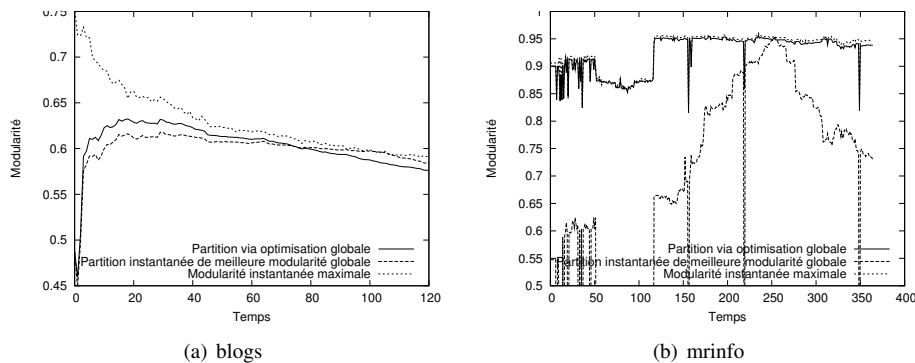 0.75
0.7
0.65
0.6
0.55
0.5
0.45
Modularité
0 20 40 60 80 100 120
Temps
Partition via optimisation globale
Partition instantanée de meilleure modularité globale
Modularité instantanée maximale
(a) blogs
1
0.95
0.9
0.85
0.8
0.75
0.7
0.65
0.6
0.55
0.5
Modularité
0 50 100 150 200 250 300 350 400
Temps
Partition via optimisation globale
Partition instantanée de meilleure modularité globale
Modularité instantanée maximale
(b) mrinfo